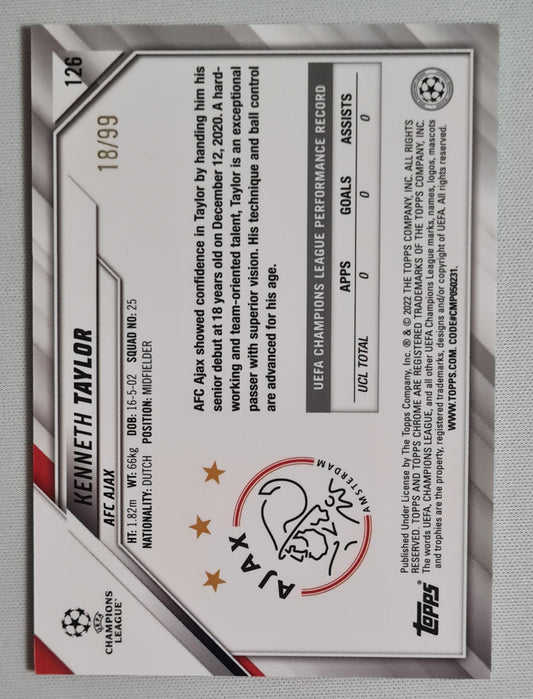 UEFA
CHAMPIONS
LEAGUE®
KENNETH TAYLOR
AFC AJAX
126
HT: 1.82m WT: 66kg DOB: 16-5-02 SQUAD NO: 25
NATIONALITY: DUTCH POSITION: MIDFIELDER
18/99
AJAX
AMSTERDAM
AFC Ajax showed confidence in Taylor by handing him his
senior debut at 18 years old on December 12, 2020. A hard-
working and team-oriented talent, Taylor is an exceptional
passer with superior vision. His technique and ball control
are advanced for his age.
UEFA CHAMPIONS LEAGUE PERFORMANCE RECORD
APPS GOALS ASSISTS
UCL TOTAL 0 0 0
topps®
Published Under License by The Topps Company, Inc. ® & © 2022 THE TOPPS COMPANY, INC. ALL RIGHTS
RESERVED. TOPPS AND TOPPS CHROME ARE REGISTERED TRADEMARKS OF THE TOPPS COMPANY, INC.
The words UEFA, CHAMPIONS LEAGUE, and all other UEFA Champions League marks, names, logos, mascots
and trophies are the property, registered trademarks, designs and/or copyright of UEFA. All rights reserved.
WWW.TOPPS.COM. CODE#CMP050231.